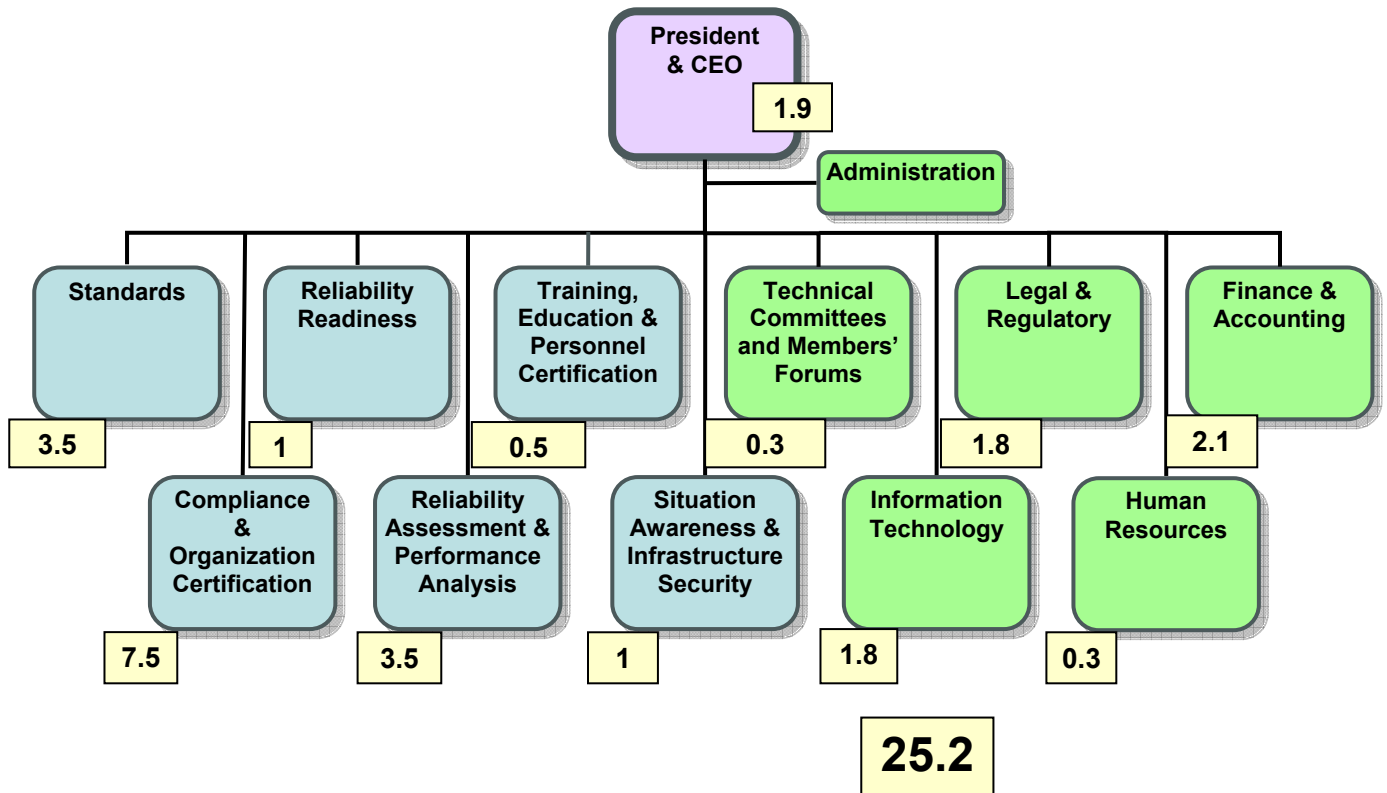 President
& CEO
1.9
Administration
Standards
3.5
Reliability
Readiness
1
Training,
Education &
Personnel
Certification
0.5
Technical
Committees
and Members’
Forums
0.3
Legal &
Regulatory
1.8
Finance &
Accounting
2.1
Compliance
&
Organization
Certification
7.5
Reliability
Assessment &
Performance
Analysis
3.5
Situation
Awareness &
Infrastructure
Security
1
Information
Technology
1.8
Human
Resources
0.3
25.2